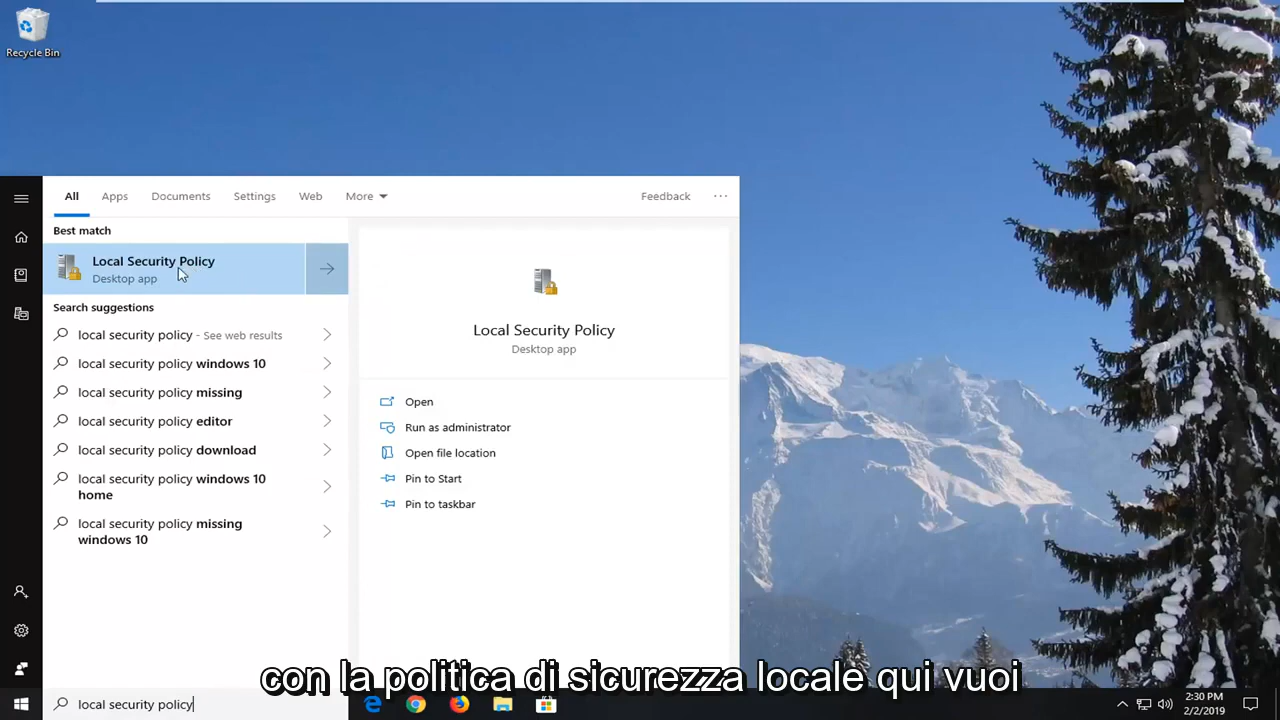 Recycle Bin
All Apps Documents Settings Web More Feedback ...
Best match
Local Security Policy
Desktop app
Search suggestions
local security policy - See web results
local security policy windows 10
local security policy missing
local security policy editor
local security policy download
local security policy windows 10
home
local security policy missing
windows 10
Local Security Policy
Desktop app
Open
Run as administrator
Open file location
Pin to Start
Pin to taskbar
con la politica di sicurezza locale qui vuoi
local security policy
2:30 PM
2/2/2019